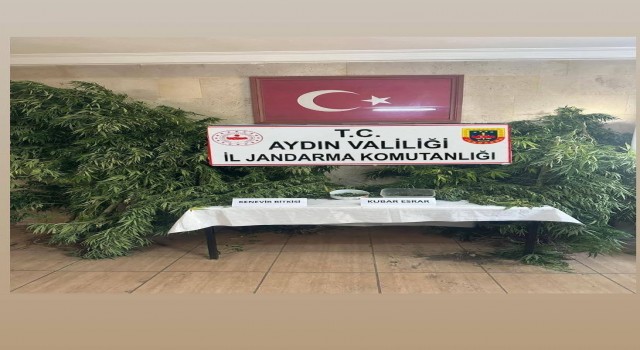 T.C.
AYDIN VALİLİĞİ
İL JANDARMA KOMUTANLIĞI
KENEVİR BİTKİSİ
KUBAR ESRAR